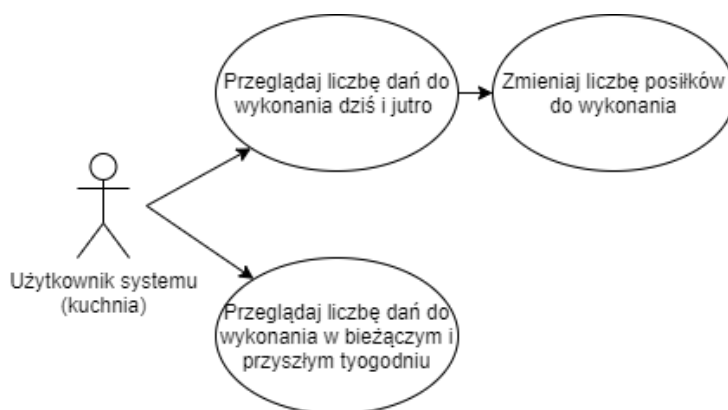 Przeglądaj liczbę dań do
wykonania dziś i jutro
Zmieniaj liczbę posiłków
do wykonania
Użytkownik systemu
(kuchnia)
Przeglądaj liczbę dań do
wykonania w bieżączym i
przyszłym tyogodniu